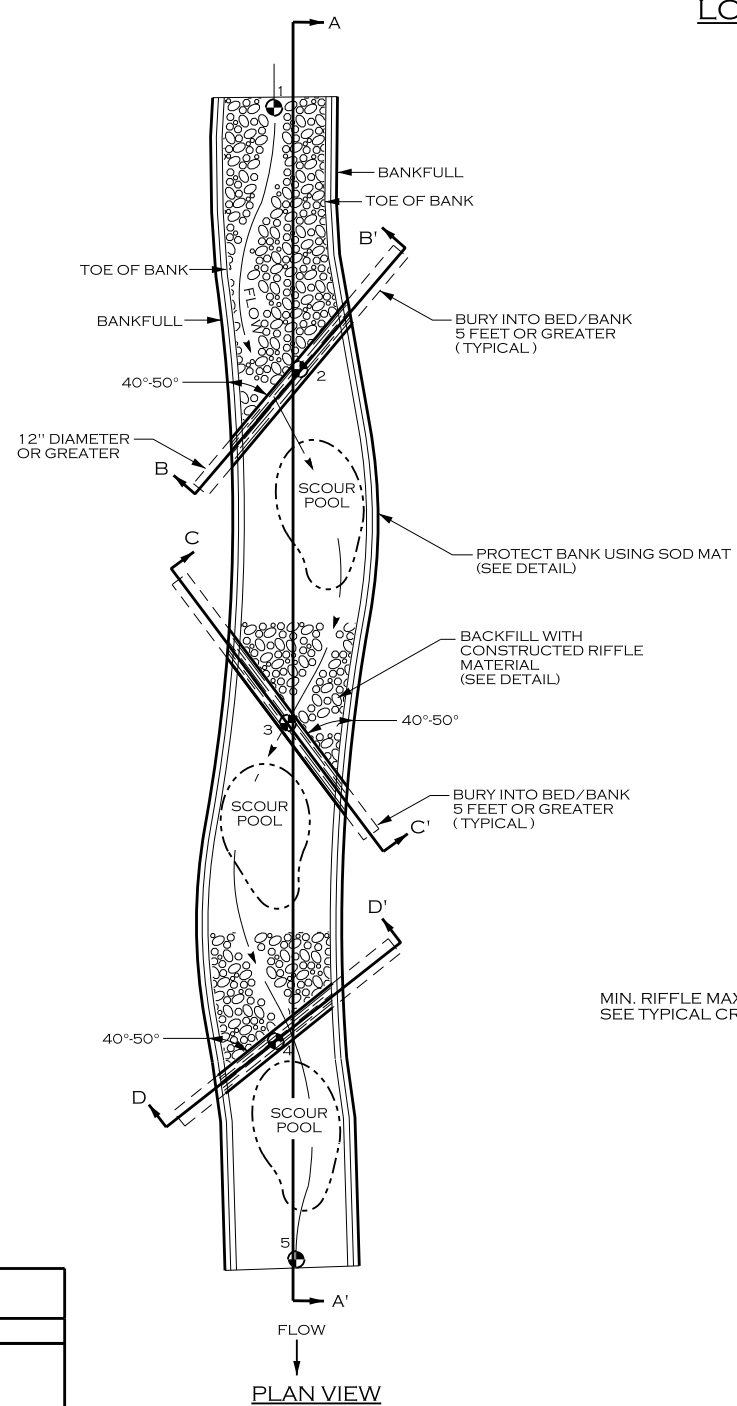 LO
A
1
BANKFULL
TOE OF BANK
B'
TOE OF BANK
FLOW
BANKFULL
BURY INTO BED/BANK
5 FEET OR GREATER
(TYPICAL)
2
40°-50°
12" DIAMETER
OR GREATER
B
SCOUR
POOL
C
PROTECT BANK USING SOD MAT
(SEE DETAIL)
BACKFILL WITH
CONSTRUCTED RIFFLE
MATERIAL
(SEE DETAIL)
3
40°-50°
SCOUR
POOL
BURY INTO BED/BANK
5 FEET OR GREATER
(TYPICAL)
C'
D'
MIN. RIFFLE MAX
SEE TYPICAL CR
40°-50°
4
D
SCOUR
POOL
5
A'
FLOW
PLAN VIEW